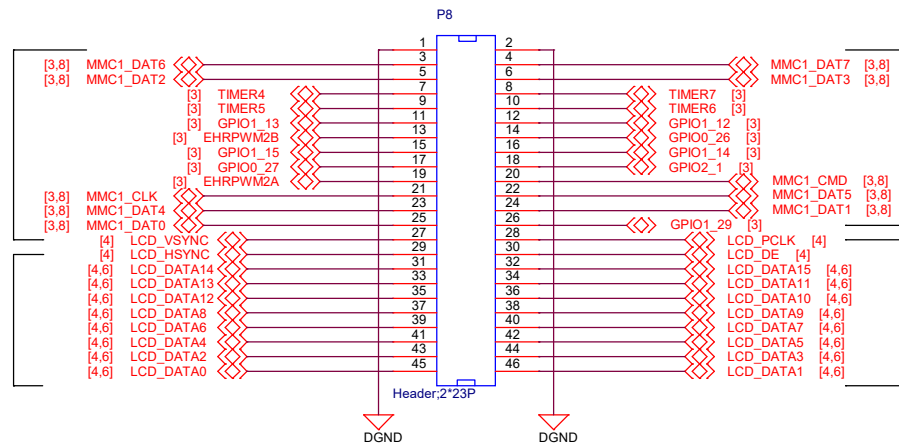 P8
1 2
[3,8] MMC1_DAT6 3 4 MMC1_DAT7 [3,8]
[3,8] MMC1_DAT2 5 6 MMC1_DAT3 [3,8]
[3] TIMER4 7 8 TIMER7 [3]
[3] TIMER5 9 10 TIMER6 [3]
[3] GPIO1_13 11 12 GPIO1_12 [3]
[3] EHRPWM2B 13 14 GPIO0_26 [3]
[3] GPIO1_15 15 16 GPIO1_14 [3]
[3] GPIO0_27 17 18 GPIO2_1 [3]
[3] EHRPWM2A 19 20 MMC1_CMD [3,8]
[3,8] MMC1_CLK 21 22 MMC1_DAT5 [3,8]
[3,8] MMC1_DAT4 23 24 MMC1_DAT1 [3,8]
[3,8] MMC1_DAT0 25 26 GPIO1_29 [3]
[4] LCD_VSYNC 27 28 LCD_PCLK [4]
[4] LCD_HSYNC 29 30 LCD_DE [4]
[4,6] LCD_DATA14 31 32 LCD_DATA15 [4,6]
[4,6] LCD_DATA13 33 34 LCD_DATA11 [4,6]
[4,6] LCD_DATA12 35 36 LCD_DATA10 [4,6]
[4,6] LCD_DATA8 37 38 LCD_DATA9 [4,6]
[4,6] LCD_DATA6 39 40 LCD_DATA7 [4,6]
[4,6] LCD_DATA4 41 42 LCD_DATA5 [4,6]
[4,6] LCD_DATA2 43 44 LCD_DATA3 [4,6]
[4,6] LCD_DATA0 45 46 LCD_DATA1 [4,6]
Header;2*23P
DGND DGND